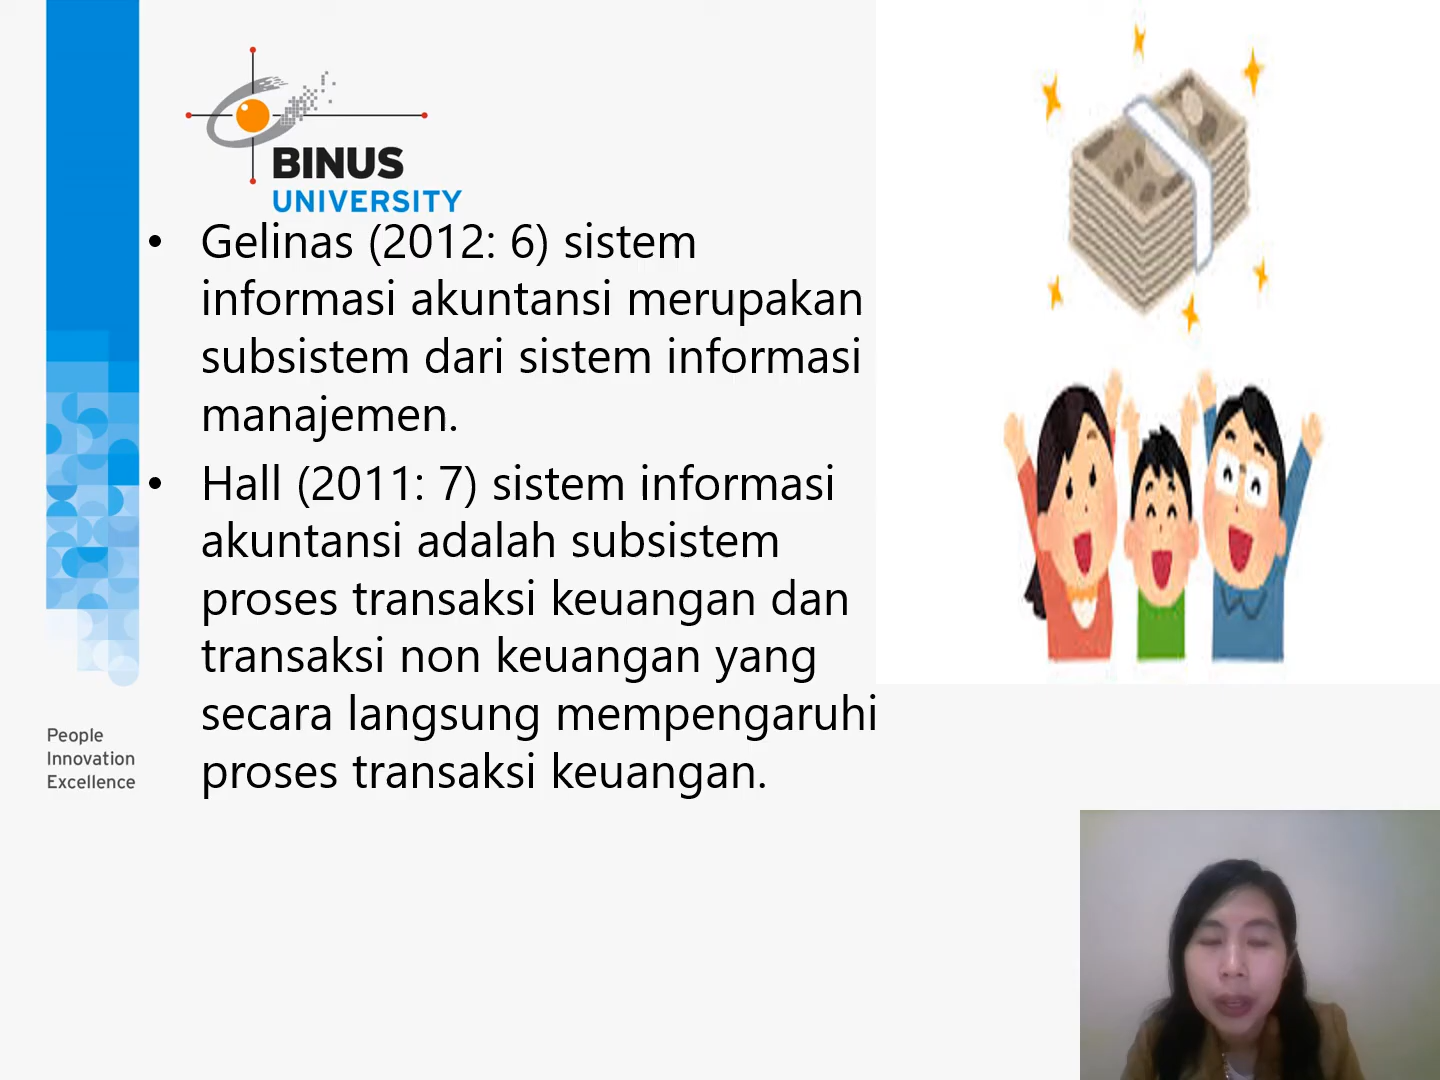 BINUS
UNIVERSITY
• Gelinas (2012: 6) sistem
informasi akuntansi merupakan
subsistem dari sistem informasi
manajemen.
• Hall (2011: 7) sistem informasi
akuntansi adalah subsistem
proses transaksi keuangan dan
transaksi non keuangan yang
secara langsung mempengaruhi
proses transaksi keuangan.
People
Innovation
Excellence